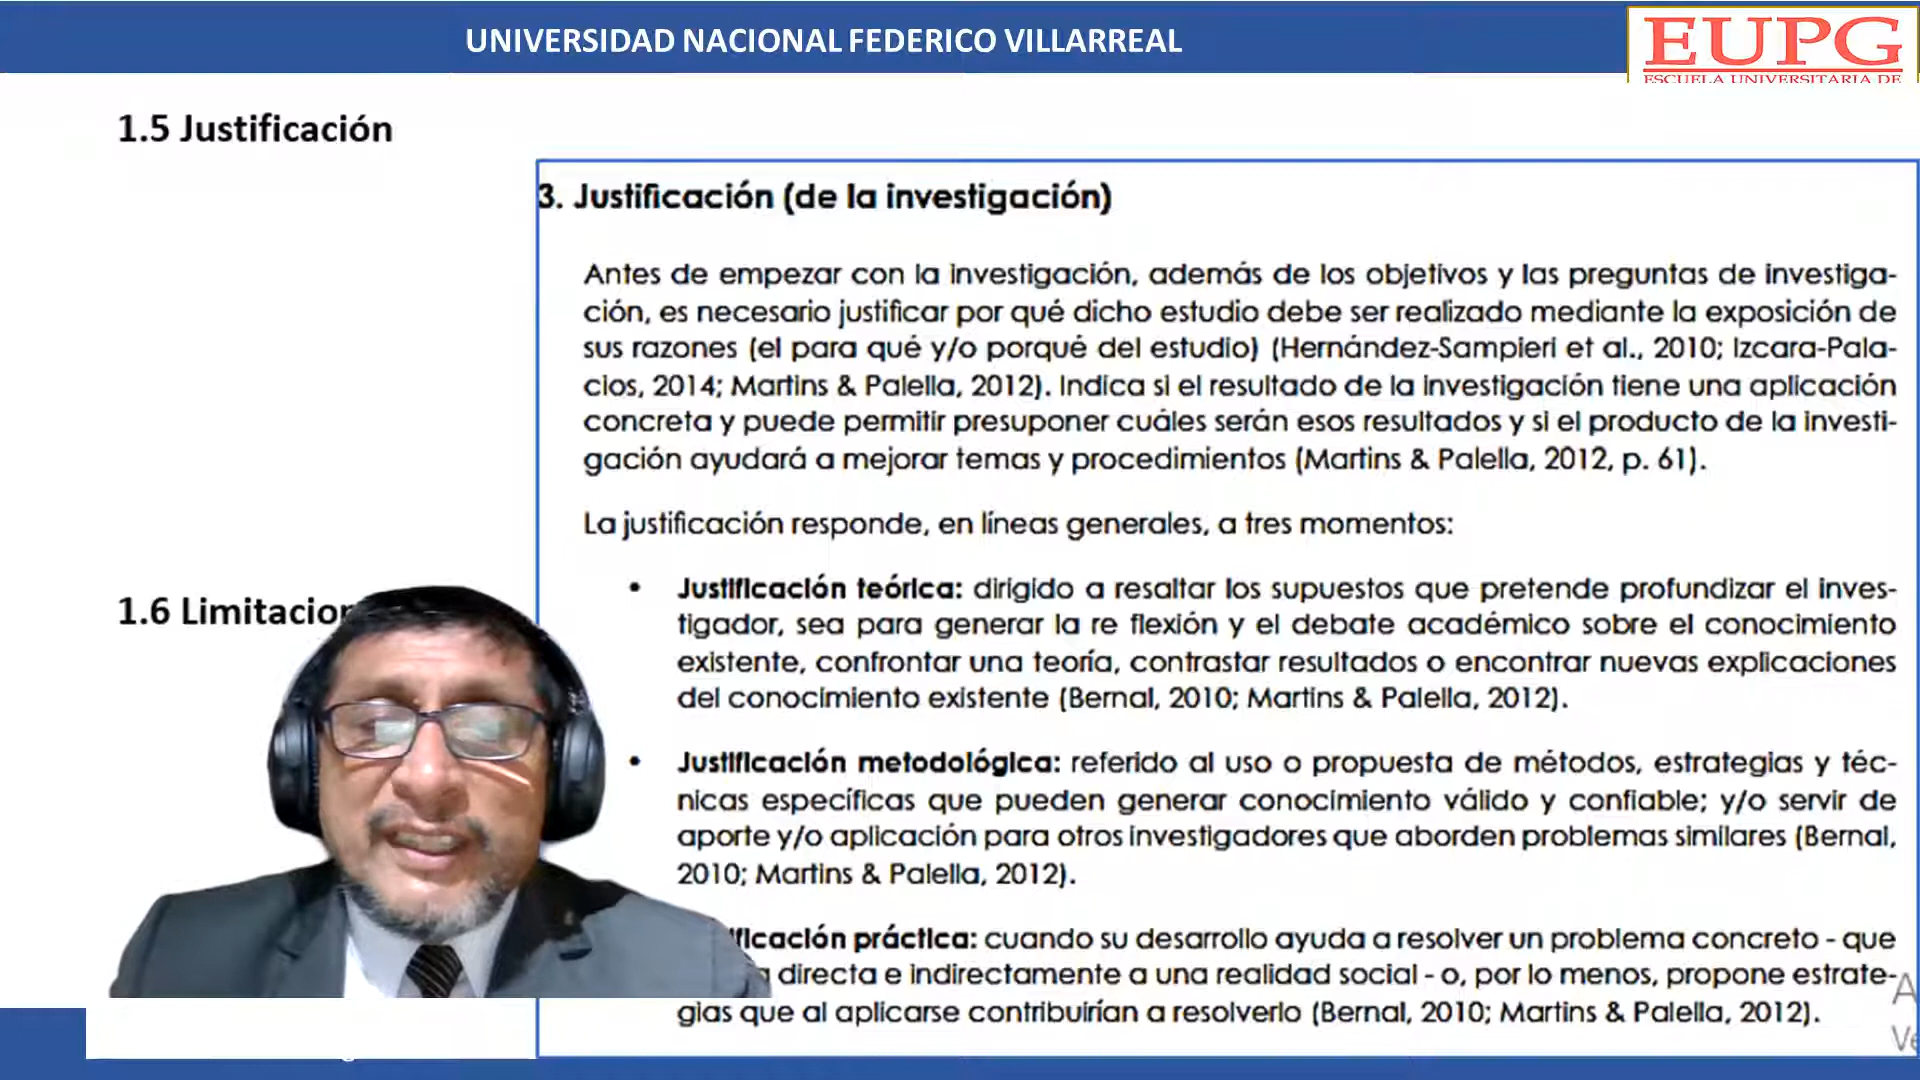 UNIVERSIDAD NACIONAL FEDERICO VILLARREAL
EUPG
ESCUELA UNIVERSITARIA DE
1.5 Justificación
3. Justificación (de la investigación)
Antes de empezar con la investigación, además de los objetivos y las preguntas de investiga-
ción, es necesario justificar por qué dicho estudio debe ser realizado mediante la exposición de
sus razones (el para qué y/o porqué del estudio) (Hernández-Sampieri et al., 2010; Izcara-Pala-
cios, 2014; Martins & Palella, 2012). Indica si el resultado de la investigación tiene una aplicación
concreta y puede permitir presuponer cuáles serán esos resultados y si el producto de la investi-
gación ayudará a mejorar temas y procedimientos (Martins & Palella, 2012, p. 61).
La justificación responde, en líneas generales, a tres momentos:
• Justificación teórica: dirigido a resaltar los supuestos que pretende profundizar el inves-
tigador, sea para generar la re flexión y el debate académico sobre el conocimiento
existente, confrontar una teoría, contrastar resultados o encontrar nuevas explicaciones
del conocimiento existente (Bernal, 2010; Martins & Palella, 2012).
1.6 Limitacion
• Justificación metodológica: referido al uso o propuesta de métodos, estrategias y téc-
nicas específicas que pueden generar conocimiento válido y confiable; y/o servir de
aporte y/o aplicación para otros investigadores que aborden problemas similares (Bernal,
2010; Martins & Palella, 2012).
ificación práctica: cuando su desarrollo ayuda a resolver un problema concreto - que
a directa e indirectamente a una realidad social - o, por lo menos, propone estrate-
gias que al aplicarse contribuirían a resolverlo (Bernal, 2010; Martins & Palella, 2012).